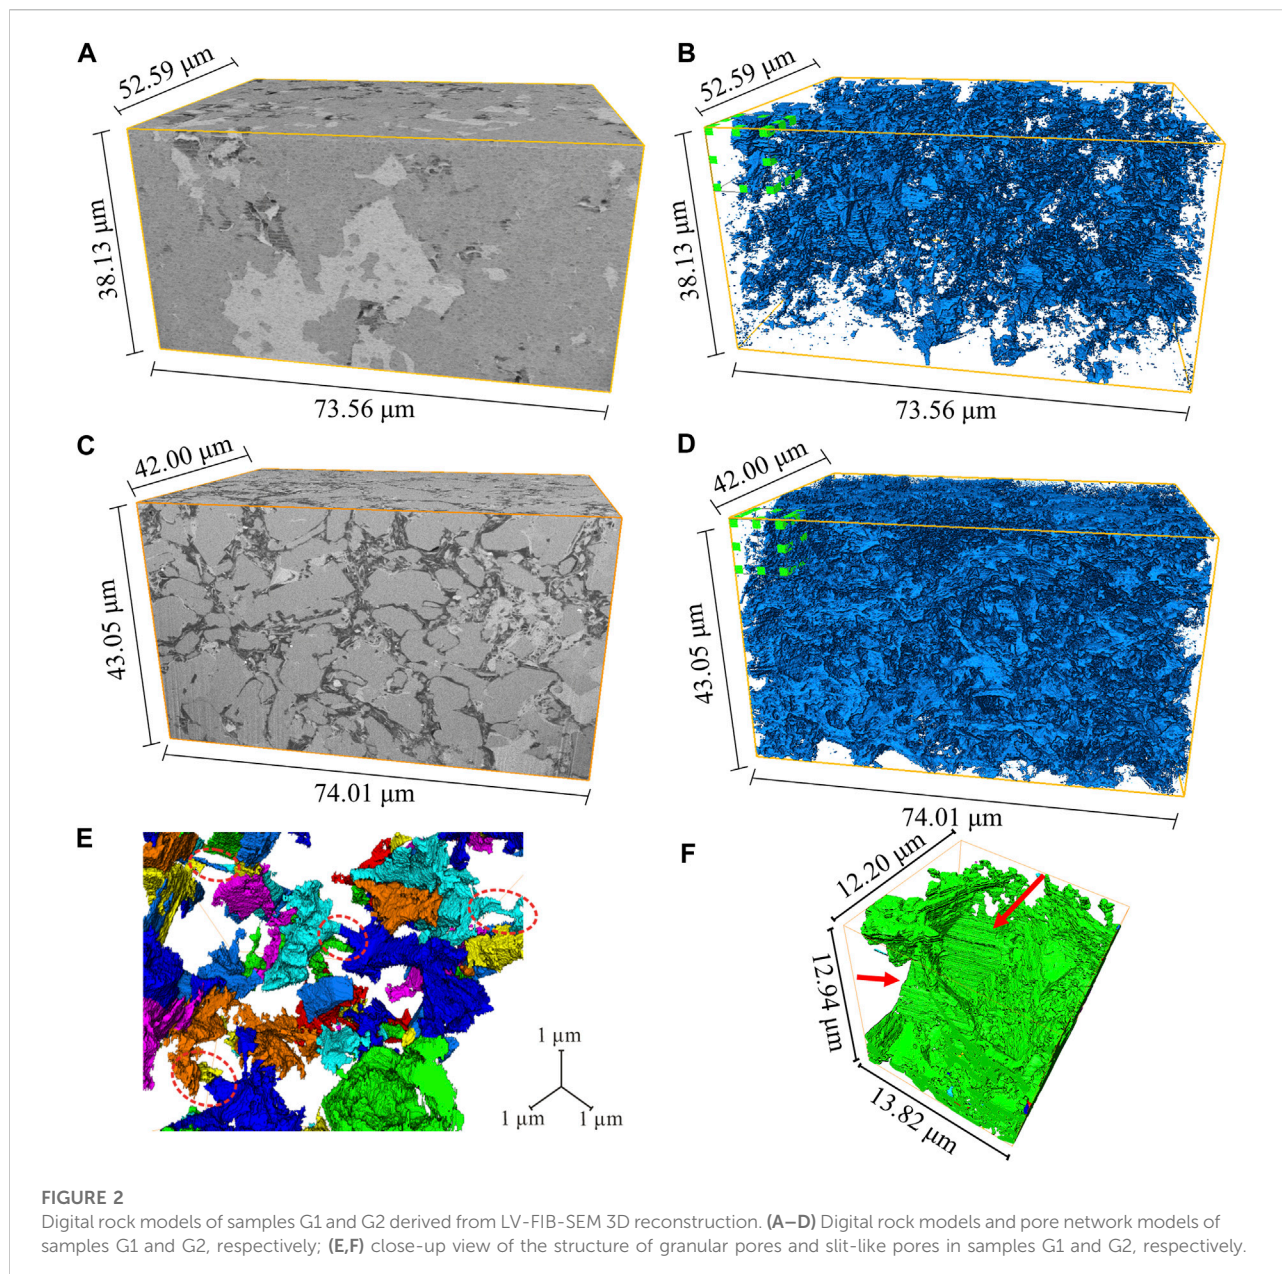 A
52.59 μm
38.13 μm
73.56 μm
B
52.59 μm
38.13 μm
73.56 μm
C
42.00 μm
43.05 μm
74.01 μm
D
42.00 μm
43.05 μm
74.01 μm
E
1 μm
1 μm
1 μm
F
12.20 μm
12.94 μm
13.82 μm
FIGURE 2
Digital rock models of samples G1 and G2 derived from LV-FIB-SEM 3D reconstruction. (A–D) Digital rock models and pore network models of
samples G1 and G2, respectively; (E,F) close-up view of the structure of granular pores and slit-like pores in samples G1 and G2, respectively.